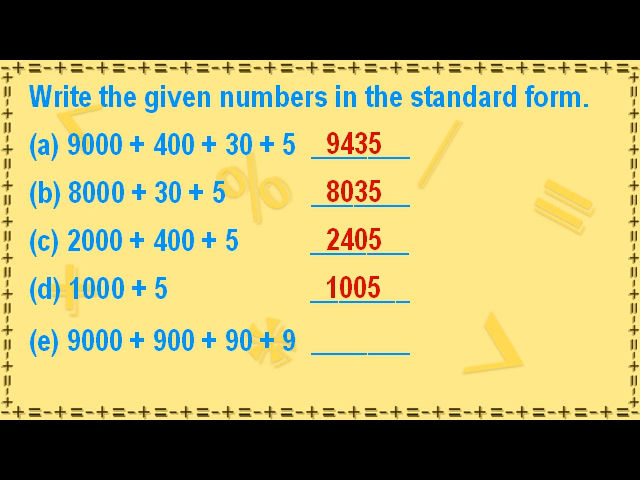 Write the given numbers in the standard form.
(a) 9000 + 400 + 30 + 5 9435
(b) 8000 + 30 + 5 8035
(c) 2000 + 400 + 5 2405
(d) 1000 + 5 1005
(e) 9000 + 900 + 90 + 9 _______